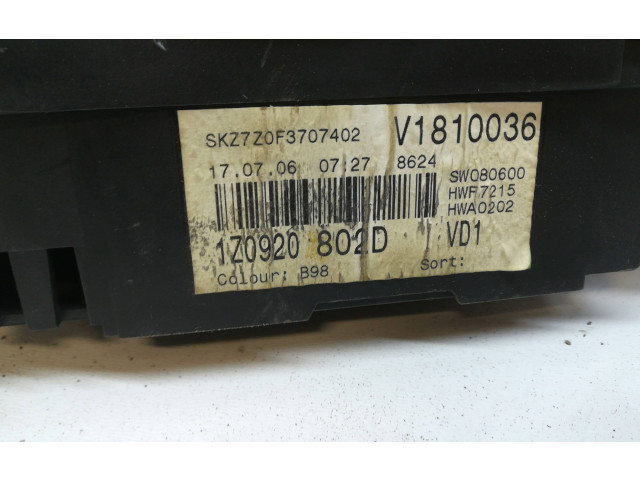 SKZ7Z0F3707402 V1810036
17.07.06 07:27 8624
SW080600
HWF7215
HWA0202
1Z0920 802D VD1
Colour: B98 Sort: